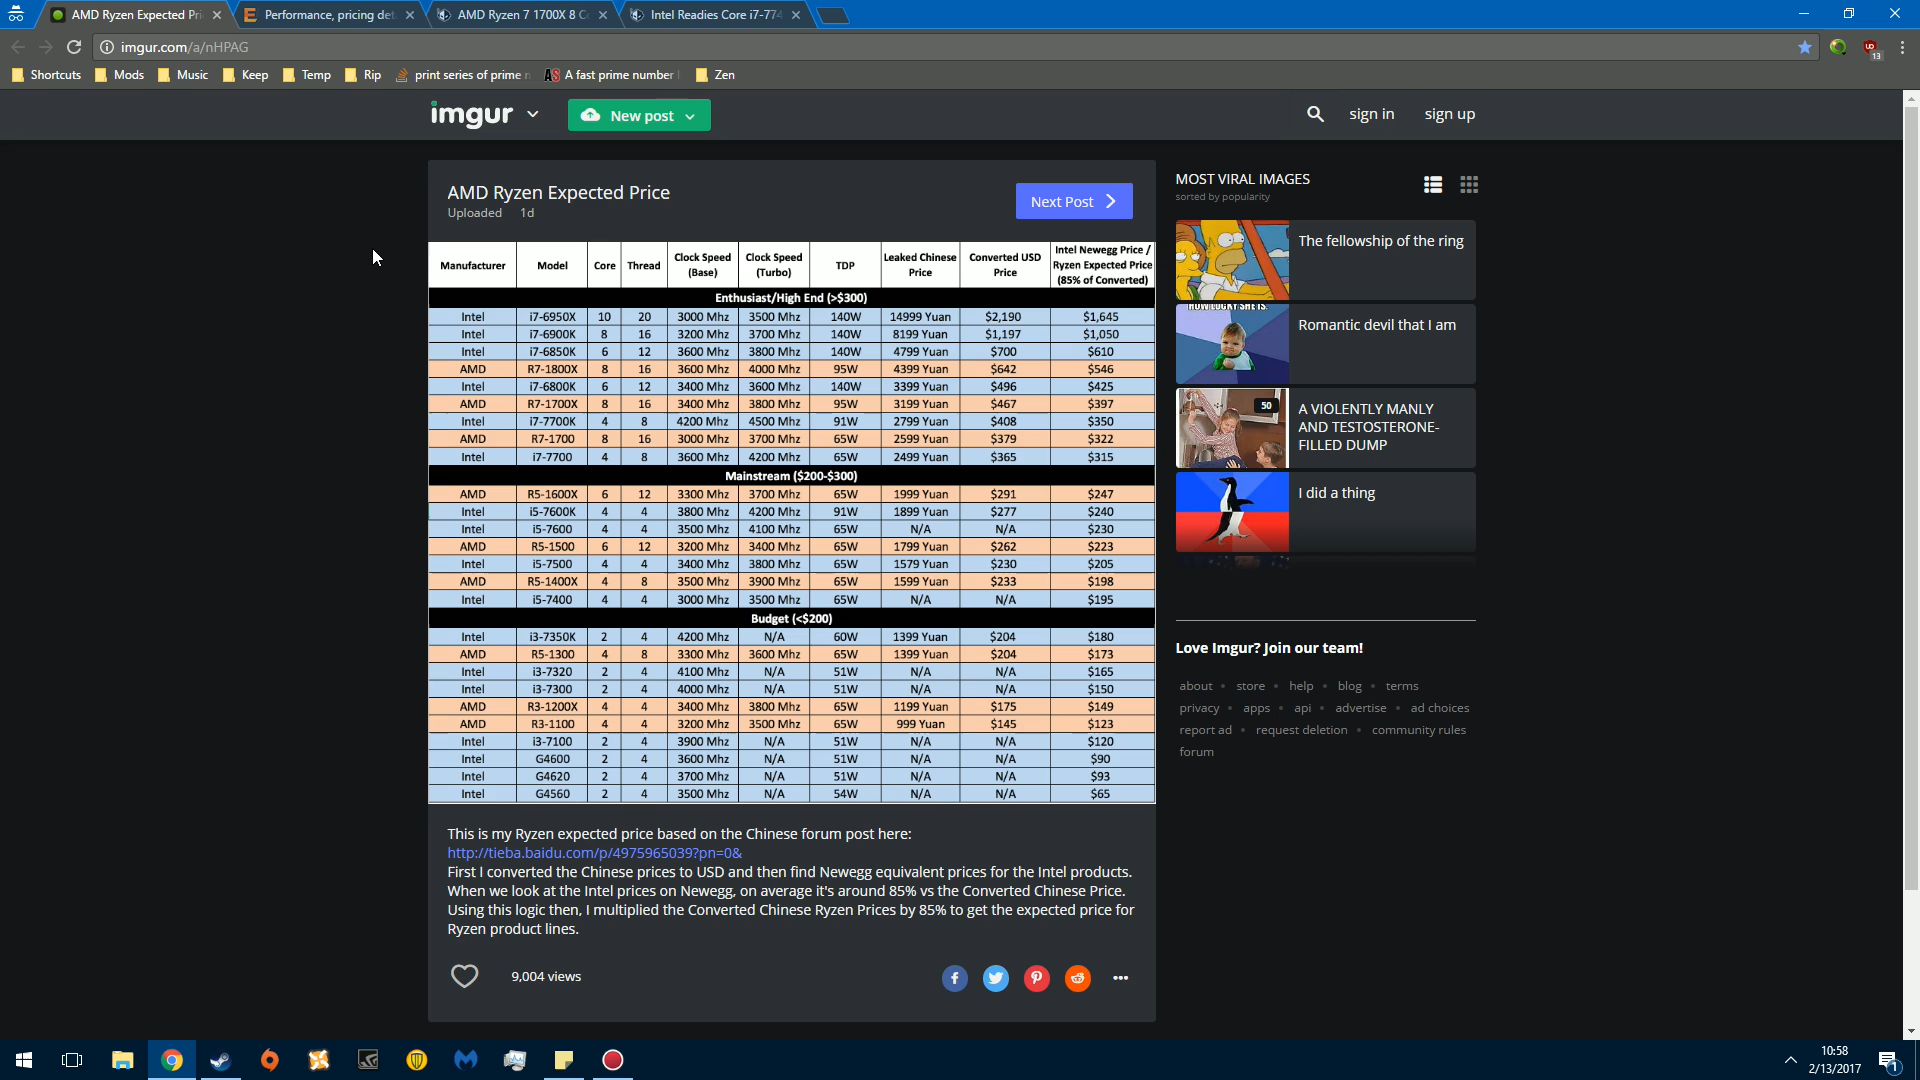 AMD Ryzen Expected Pri
Performance, pricing det
AMD Ryzen 7 1700X 8 C
Intel Readies Core i7-774
imgur.com/a/nHPAG
13
Shortcuts Mods Music Keep Temp Rip print series of prime n A fast prime number Zen
imgur New post sign in sign up
AMD Ryzen Expected Price
Uploaded 1d
Next Post
Manufacturer Model Core Thread Clock Speed (Base) Clock Speed (Turbo) TDP Leaked Chinese Price Converted USD Price Intel Newegg Price / Ryzen Expected Price (85% of Converted)
Enthusiast/High End (>$300)
Intel i7-6950X 10 20 3000 Mhz 3500 Mhz 140W 14999 Yuan $2,190 $1,645
Intel i7-6900K 8 16 3200 Mhz 3700 Mhz 140W 8199 Yuan $1,197 $1,050
Intel i7-6850K 6 12 3600 Mhz 3800 Mhz 140W 4799 Yuan $700 $610
AMD R7-1800X 8 16 3600 Mhz 4000 Mhz 95W 4399 Yuan $642 $546
Intel i7-6800K 6 12 3400 Mhz 3600 Mhz 140W 3399 Yuan $496 $425
AMD R7-1700X 8 16 3400 Mhz 3800 Mhz 95W 3199 Yuan $467 $397
Intel i7-7700K 4 8 4200 Mhz 4500 Mhz 91W 2799 Yuan $408 $350
AMD R7-1700 8 16 3000 Mhz 3700 Mhz 65W 2599 Yuan $379 $322
Intel i7-7700 4 8 3600 Mhz 4200 Mhz 65W 2499 Yuan $365 $315
Mainstream ($200-$300)
AMD R5-1600X 6 12 3300 Mhz 3700 Mhz 65W 1999 Yuan $291 $247
Intel i5-7600K 4 4 3800 Mhz 4200 Mhz 91W 1899 Yuan $277 $240
Intel i5-7600 4 4 3500 Mhz 4100 Mhz 65W N/A N/A $230
AMD R5-1500 6 12 3200 Mhz 3400 Mhz 65W 1799 Yuan $262 $223
Intel i5-7500 4 4 3400 Mhz 3800 Mhz 65W 1579 Yuan $230 $205
AMD R5-1400X 4 8 3500 Mhz 3900 Mhz 65W 1599 Yuan $233 $198
Intel i5-7400 4 4 3000 Mhz 3500 Mhz 65W N/A N/A $195
Budget (<$200)
Intel i3-7350K 2 4 4200 Mhz N/A 60W 1399 Yuan $204 $180
AMD R5-1300 4 8 3300 Mhz 3600 Mhz 65W 1399 Yuan $204 $173
Intel i3-7320 2 4 4100 Mhz N/A 51W N/A N/A $165
Intel i3-7300 2 4 4000 Mhz N/A 51W N/A N/A $150
AMD R3-1200X 4 4 3400 Mhz 3800 Mhz 65W 1199 Yuan $175 $149
AMD R3-1100 4 4 3200 Mhz 3500 Mhz 65W 999 Yuan $145 $123
Intel i3-7100 2 4 3900 Mhz N/A 51W N/A N/A $120
Intel G4600 2 4 3600 Mhz N/A 51W N/A N/A $90
Intel G4620 2 4 3700 Mhz N/A 51W N/A N/A $93
Intel G4560 2 4 3500 Mhz N/A 54W N/A N/A $65
This is my Ryzen expected price based on the Chinese forum post here:
http://tieba.baidu.com/p/4975965039?pn=0&
First I converted the Chinese prices to USD and then find Newegg equivalent prices for the Intel products.
When we look at the Intel prices on Newegg, on average it's around 85% vs the Converted Chinese Price.
Using this logic then, I multiplied the Converted Chinese Ryzen Prices by 85% to get the expected price for
Ryzen product lines.
9,004 views
MOST VIRAL IMAGES
sorted by popularity
The fellowship of the ring
HOW LUCKY SHE IS.
Romantic devil that I am
50
A VIOLENTLY MANLY
AND TESTOSTERONE-
FILLED DUMP
I did a thing
Love Imgur? Join our team!
about • store • help • blog • terms
privacy • apps • api • advertise • ad choices
report ad • request deletion • community rules
forum
10:58
2/13/2017
1